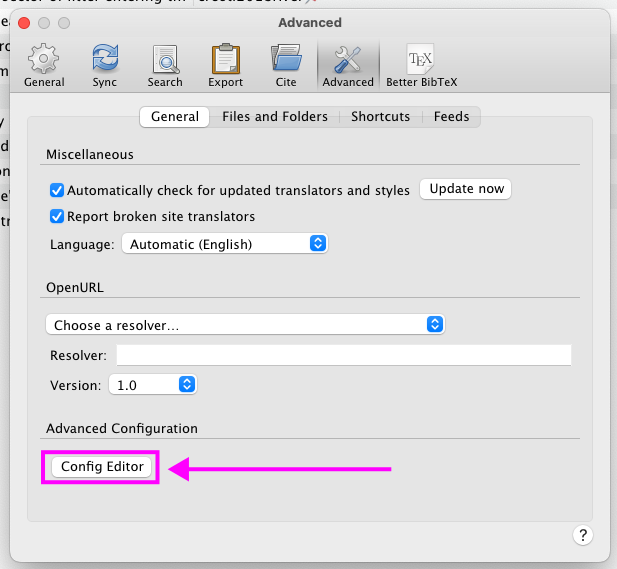 Advanced
General Sync Search Export Cite Advanced Better BibTeX
General Files and Folders Shortcuts Feeds
Miscellaneous
Automatically check for updated translators and styles Update now
Report broken site translators
Language: Automatic (English)
OpenURL
Choose a resolver...
Resolver:
Version: 1.0
Advanced Configuration
Config Editor
?